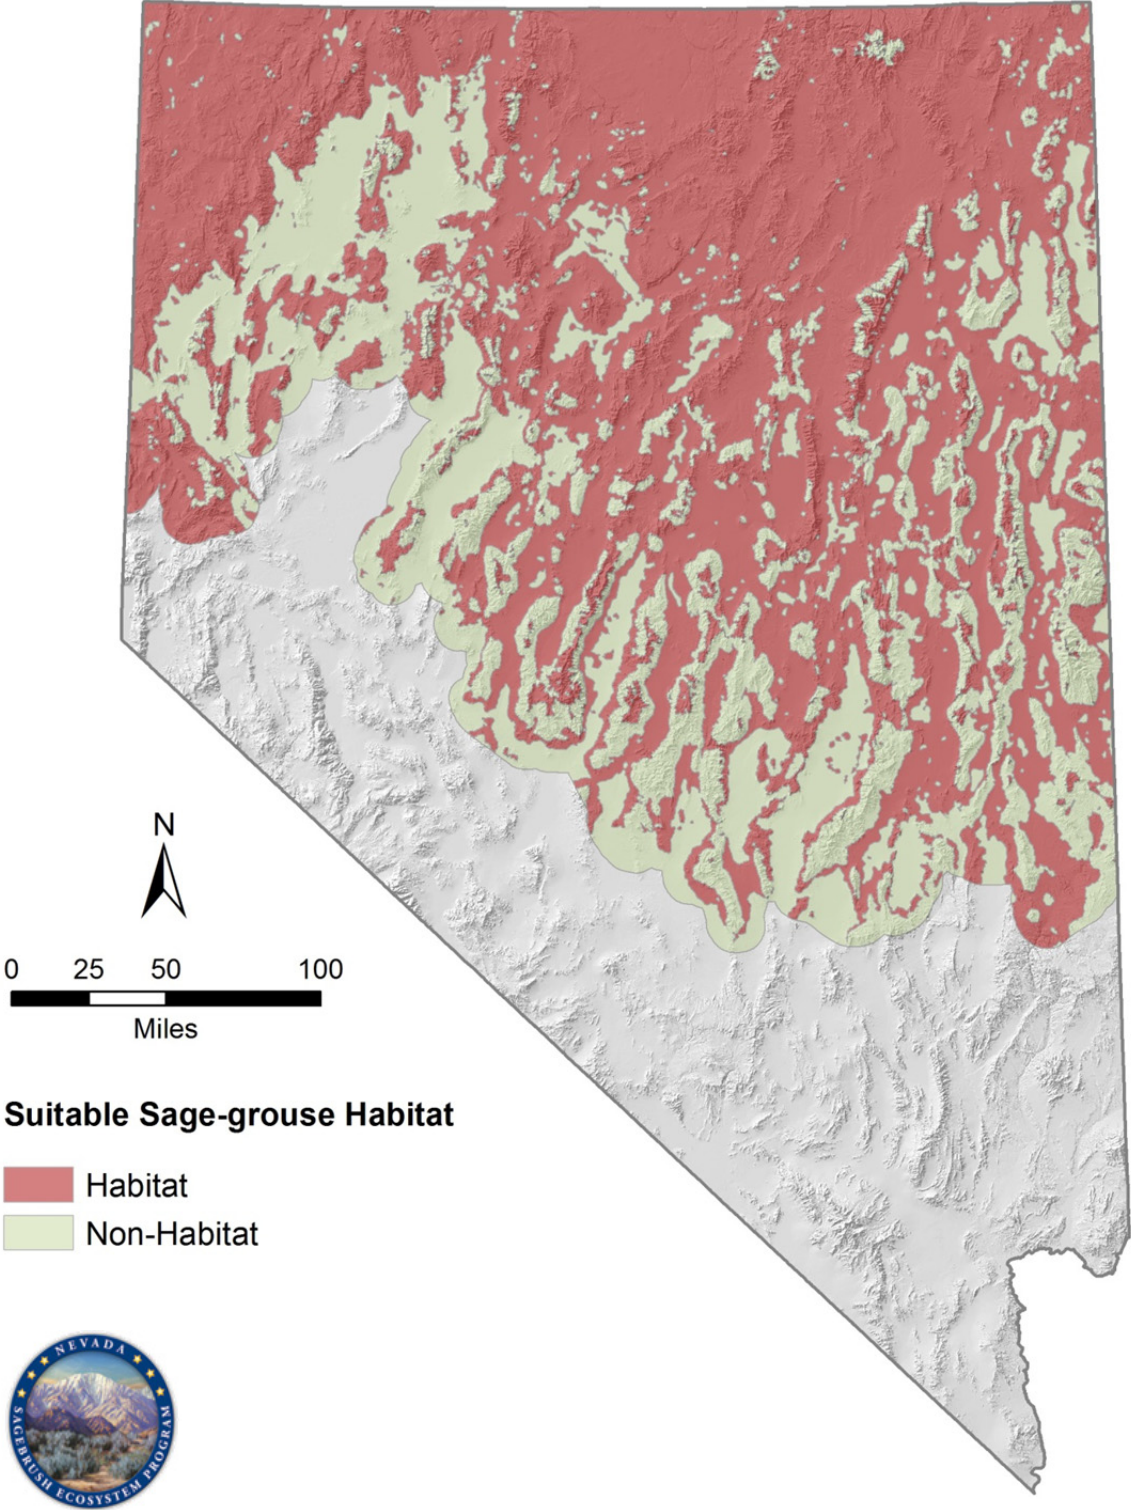 N
0 25 50 100
Miles
Suitable Sage-grouse Habitat
Habitat
Non-Habitat
NEVADA
SAGEBRUSH ECOSYSTEM PROGRAM